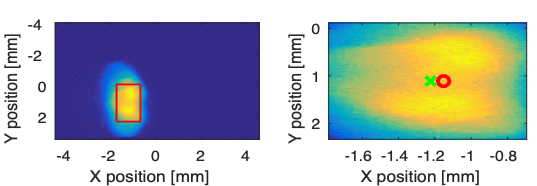 -4
-2
0
2
Y position [mm]
-4 -2 0 2 4
X position [mm]
0
1
2
Y position [mm]
-1.6 -1.4 -1.2 -1 -0.8
X position [mm]